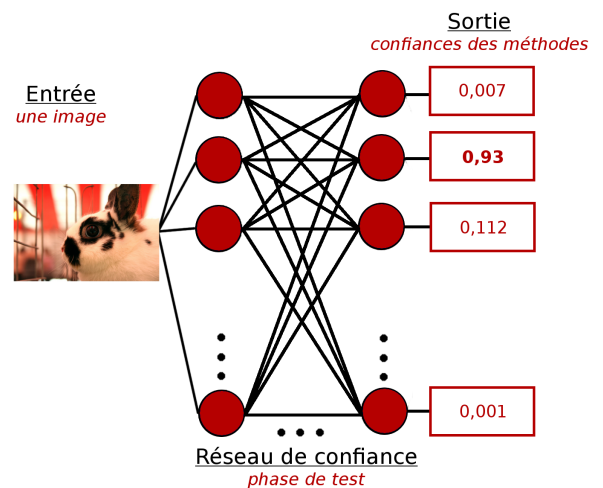 Sortie
confiances des méthodes
Entrée
une image
0,007
0,93
0,112
0,001
Réseau de confiance
phase de test